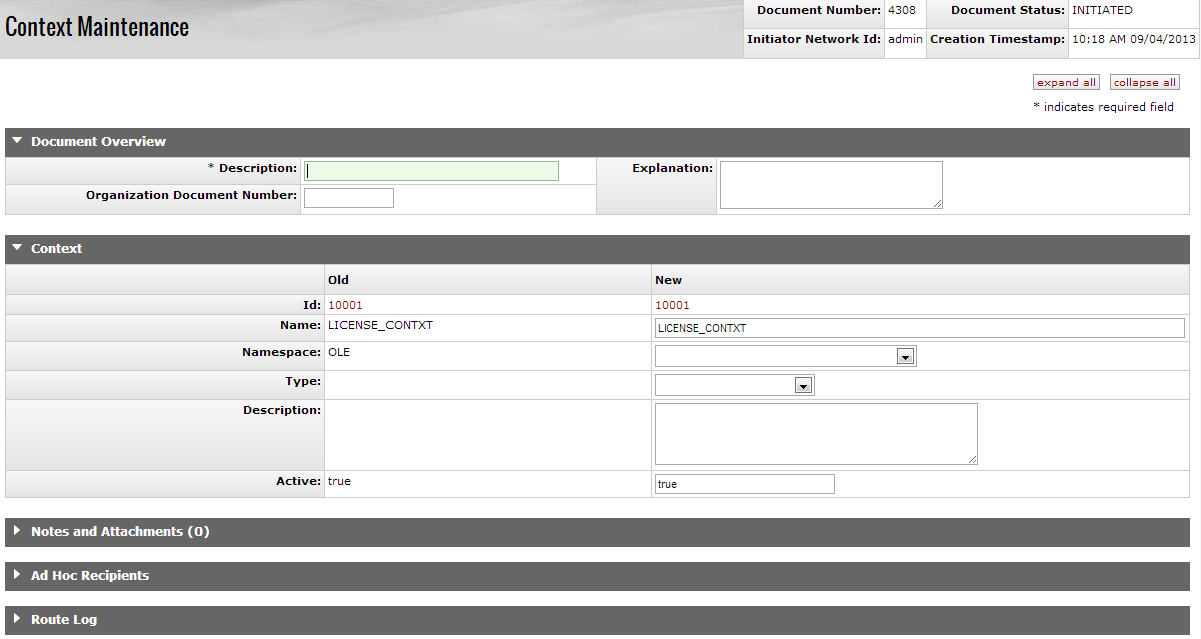 Context Maintenance
Document Number: 4308 Document Status: INITIATED
Initiator Network Id: admin Creation Timestamp: 10:18 AM 09/04/2013
expand all collapse all
* indicates required field
Document Overview
* Description: Explanation:
Organization Document Number:
Context
Old New
Id: 10001 10001
Name: LICENSE_CONTXT LICENSE_CONTXT
Namespace: OLE
Type:
Description:
Active: true true
Notes and Attachments (0)
Ad Hoc Recipients
Route Log